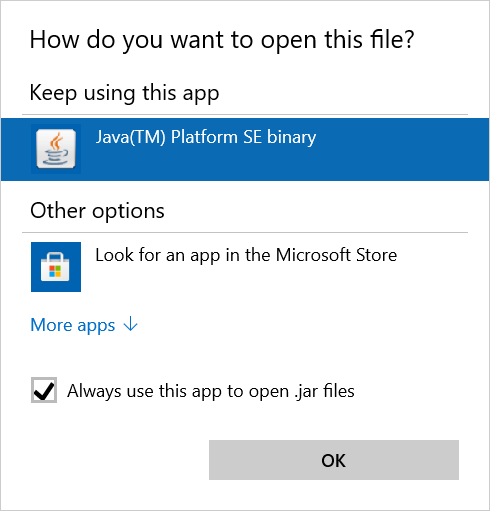 How do you want to open this file?
Keep using this app
Java(TM) Platform SE binary
Other options
Look for an app in the Microsoft Store
More apps ↓
Always use this app to open .jar files
OK